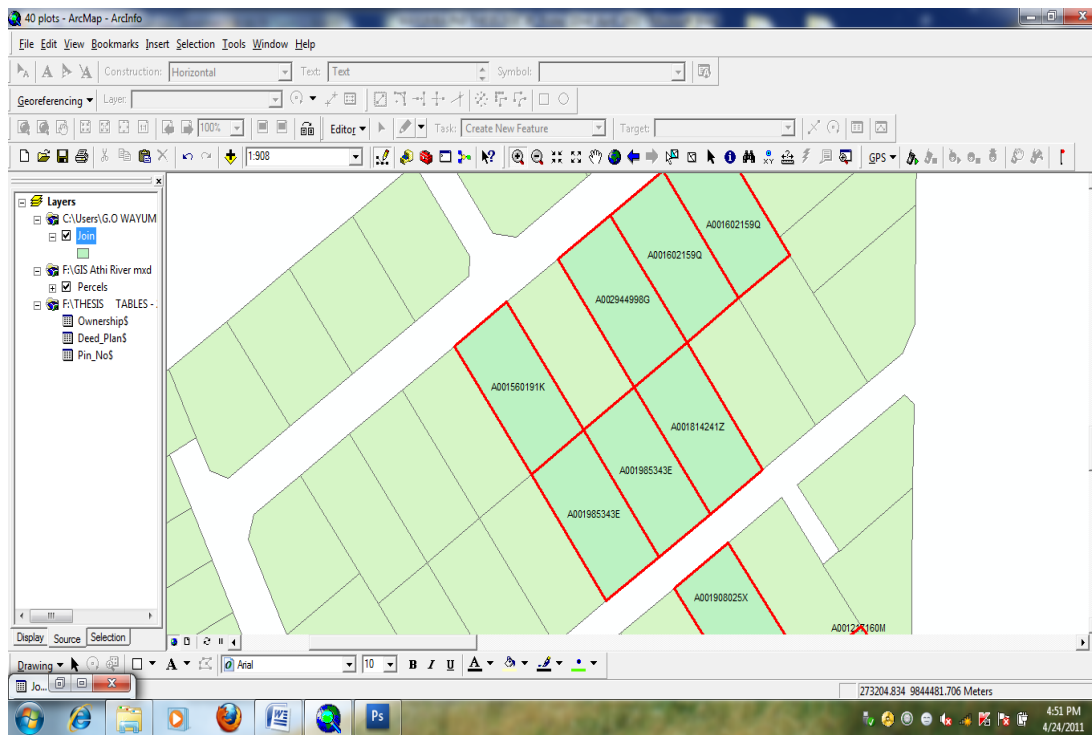 40 plots - ArcMap - ArcInfo
File Edit View Bookmarks Insert Selection Tools Window Help
Construction: Horizontal Text: Text Symbol:
Georeferencing Layer:
100% Editor Task: Create New Feature Target:
1:908 GPS
Layers
C:\Users\G.O WAYUM
Join
F:\GIS Athi River mxd
Percels
F:\THESIS TABLES -
Ownership$
Deed_Plan$
Pin_No$
A001602159Q
A001602159Q
A002944998G
A001560191K
A001814241Z
A001985343E
A001985343E
A001908025X
A001217160M
Display Source Selection
Drawing Arial 10 B I U A
Jo...
273204.834 9844481.706 Meters
Ps
4:51 PM
4/24/2011